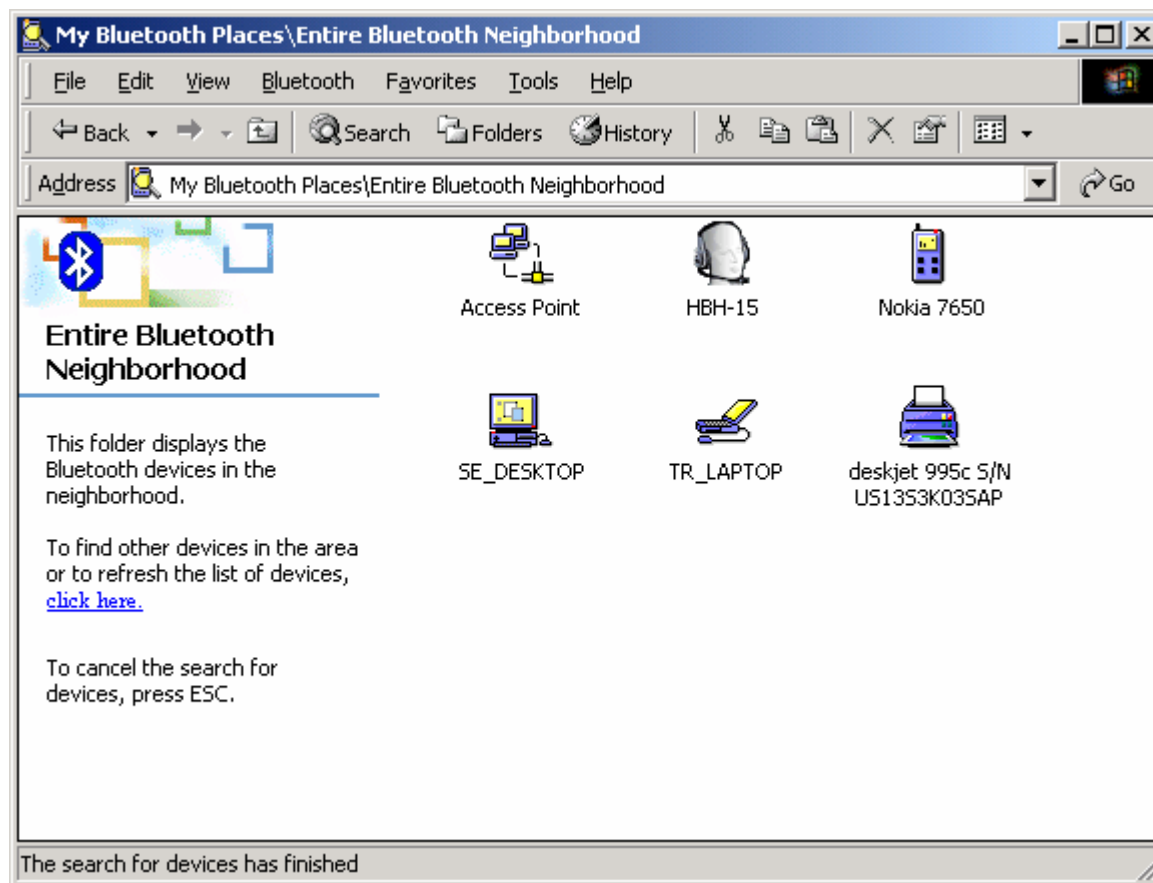 My Bluetooth Places\Entire Bluetooth Neighborhood
File Edit View Bluetooth Favorites Tools Help
Back Search Folders History
Address My Bluetooth Places\Entire Bluetooth Neighborhood Go
Entire Bluetooth
Neighborhood
This folder displays the
Bluetooth devices in the
neighborhood.
To find other devices in the area
or to refresh the list of devices,
click here.
To cancel the search for
devices, press ESC.
Access Point HBH-15 Nokia 7650
SE_DESKTOP TR_LAPTOP deskjet 995c S/N
US13S3K03SAP
The search for devices has finished